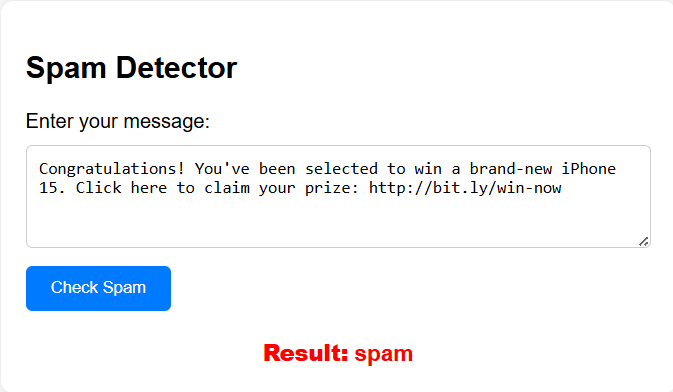 Spam Detector
Enter your message:
Congratulations! You've been selected to win a brand-new iPhone
15. Click here to claim your prize: http://bit.ly/win-now
Check Spam
Result: spam